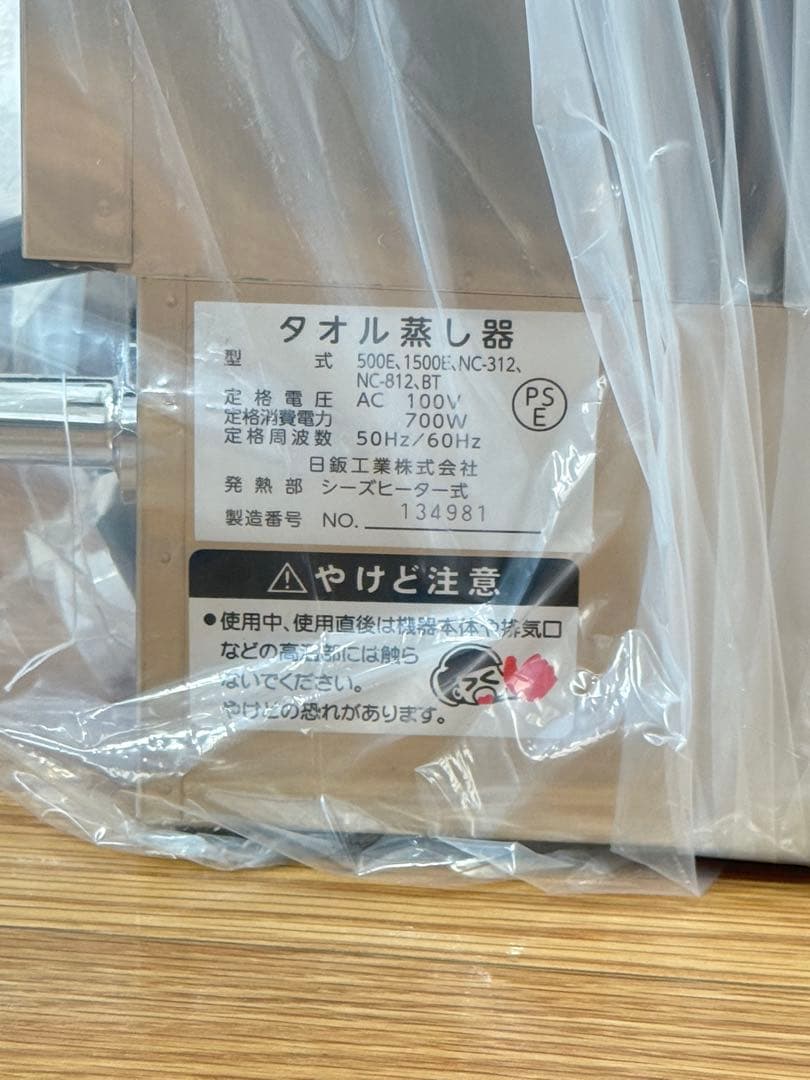 タオル蒸し器
型式 500E、1500E、NC-312、
NC-812、BT
定格電圧 AC 100V
定格消費電力 700W
定格周波数 50Hz/60Hz
PS
E
日鈑工業株式会社
発熱部 シーズヒーター式
製造番号 NO. 134981
⚠やけど注意
●使用中、使用直後は機器本体や排気口
などの高温部には触ら
ないでください。
やけどの恐れがあります。